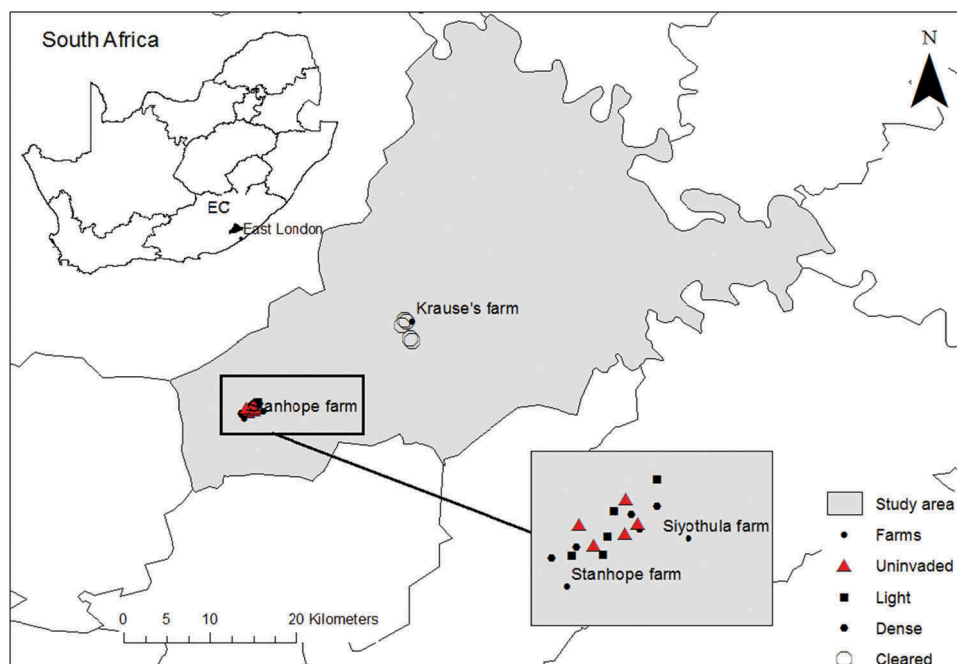 South Africa
N
EC
East London
Krause's farm
Stanhope farm
Siyothula farm
Stanhope farm
Study area
Farms
Uninvaded
Light
Dense
Cleared
0 5 10 20 Kilometers